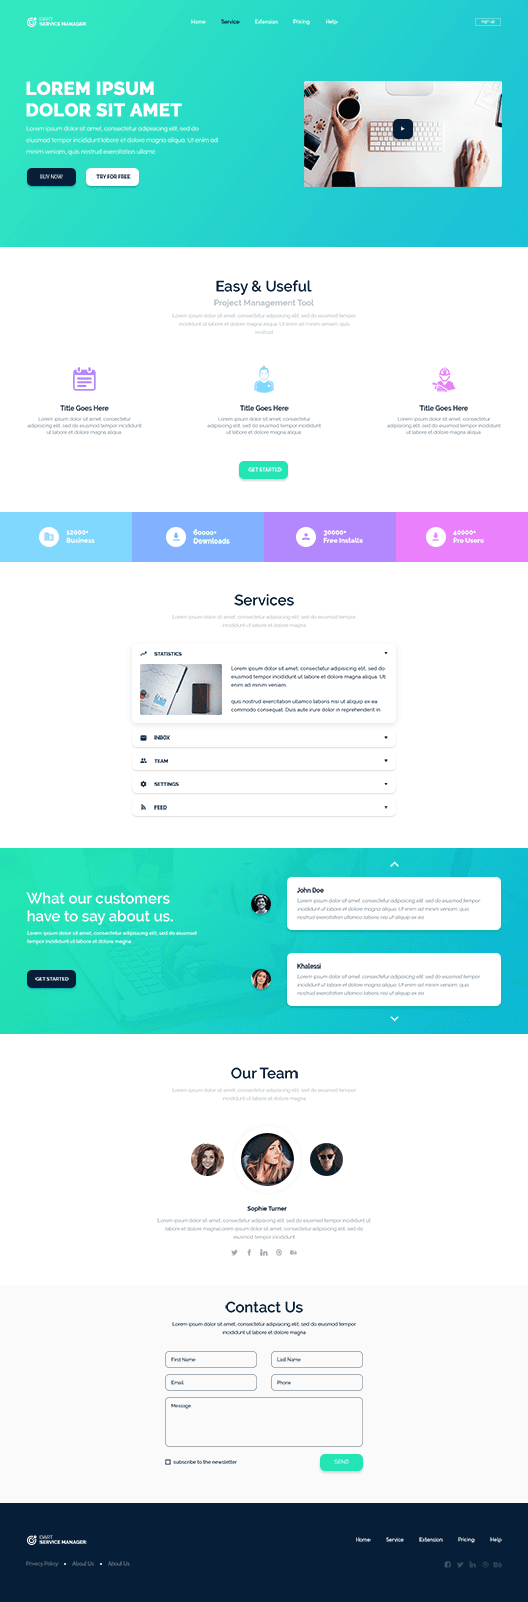 DART
SERVICE MANAGER
Home Service Extension Pricing Help
Sign up
LOREM IPSUM
DOLOR SIT AMET
Lorem ipsum dolor sit amet, consectetur adipisicing elit, sed do
eiusmod tempor incididunt ut labore et dolore magna aliqua. Ut enim ad
minim veniam, quis nostrud exercitation ullamc
BUY NOW TRY FOR FREE
Easy & Useful
Project Management Tool
Lorem ipsum dolor sit amet, consectetur adipisicing elit, sed do eiusmod tempor
incididunt ut labore et dolore magna aliqua. Ut enim ad minim veniam, quis
nostrud
Title Goes Here
Lorem ipsum dolor sit amet, consectetur
adipisicing elit, sed do eiusmod tempor incididunt
ut labore et dolore magna aliqua.
Title Goes Here
Lorem ipsum dolor sit amet, consectetur
adipisicing elit, sed do eiusmod tempor incididunt
ut labore et dolore magna aliqua.
Title Goes Here
Lorem ipsum dolor sit amet, consectetur
adipisicing elit, sed do eiusmod tempor incididunt
ut labore et dolore magna aliqua.
GET STARTED
12000+
Business
60000+
Downloads
30000+
Free Installs
40000+
Pro Users
Services
Lorem ipsum dolor sit amet, consectetur adipisicing elit, sed do eiusmod tempor
incididunt ut labore et dolore magna
STATISTICS
Lorem ipsum dolor sit amet, consectetur adipisicing elit, sed do
eiusmod tempor incididunt ut labore et dolore magna aliqua. Ut
enim ad minim veniam,
quis nostrud exercitation ullamco laboris nisi ut aliquip ex ea
commodo consequat. Duis aute irure dolor in reprehenderit in
INBOX
TEAM
SETTINGS
FEED
What our customers
have to say about us.
Lorem ipsum dolor sit amet, consectetur adipisicing elit, sed do eiusmod
tempor incididunt ut labore et dolore magna
GET STARTED
John Doe
Lorem ipsum dolor sit amet, consectetur adipisicing elit, sed do eiusmod tempor
incididunt ut labore et dolore magna aliqua. Ut enim ad minim veniam, quis
nostrud exercitation ullamco laboris nisi ut aliquip ex ea
Khalessi
Lorem ipsum dolor sit amet, consectetur adipisicing elit, sed do eiusmod tempor
incididunt ut labore et dolore magna aliqua. Ut enim ad minim veniam, quis
nostrud exercitation ullamco laboris nisi ut aliquip ex ea
Our Team
Lorem ipsum dolor sit amet, consectetur adipisicing elit, sed do eiusmod tempor
incididunt ut labore et dolore magna
Sophie Turner
Lorem ipsum dolor sit amet, consectetur adipisicing elit, sed do eiusmod tempor incididunt ut
labore et dolore magnaLorem ipsum dolor sit amet, consectetur adipisicing elit, sed do
eiusmod tempor incididunt
Contact Us
Lorem ipsum dolor sit amet, consectetur adipisicing elit, sed do eiusmod tempor
incididunt ut labore et dolore magna
First Name Last Name
Email Phone
Message
subscribe to the newsletter SEND
DART
SERVICE MANAGER
Home Service Extension Pricing Help
Privacy Policy • About Us • About Us